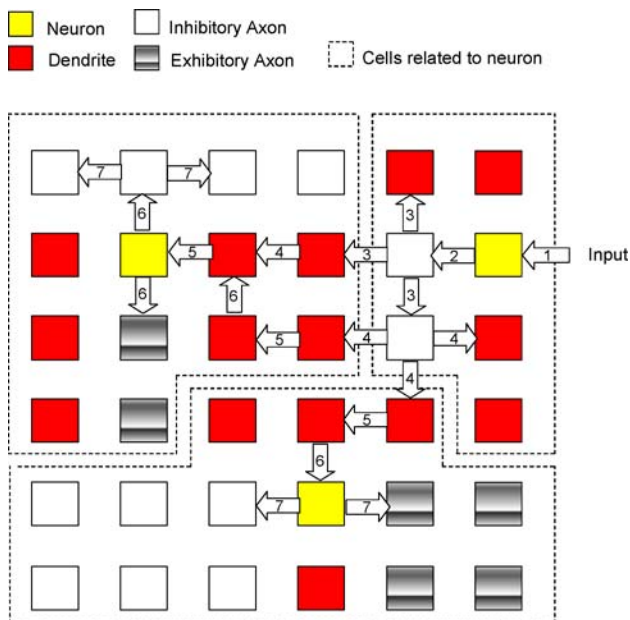 Neuron Inhibitory Axon
Dendrite Exhibitory Axon Cells related to neuron
7 7
6 3
5 4 3 2 1 Input
6 6 3
5 4 4
4
5
6
7 7